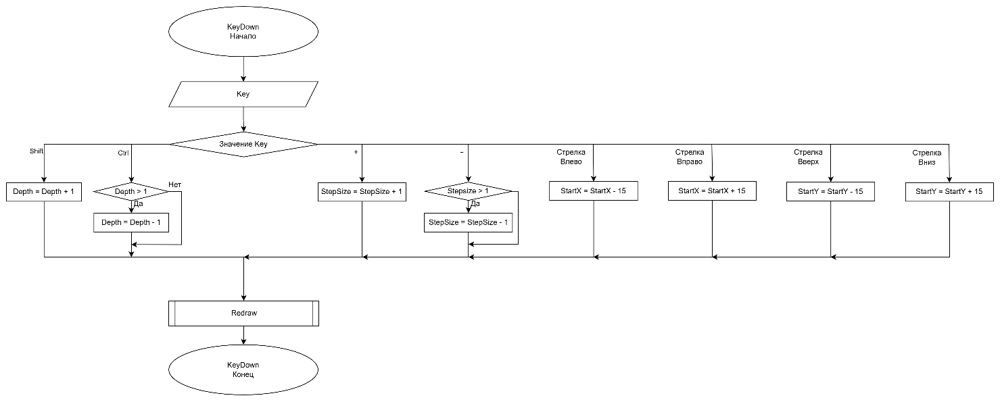 KeyDown
Начало
Key
Значение Key
Shift
Ctrl
+
–
Стрелка
Влево
Стрелка
Вправо
Стрелка
Вверх
Стрелка
Вниз
Depth = Depth + 1
Depth > 1
Нет
Да
Depth = Depth - 1
StepSize = StepSize + 1
Stepsize > 1
Да
StepSize = StepSize - 1
StartX = StartX - 15
StartX = StartX + 15
StartY = StartY - 15
StartY = StartY + 15
Redraw
KeyDown
Конец